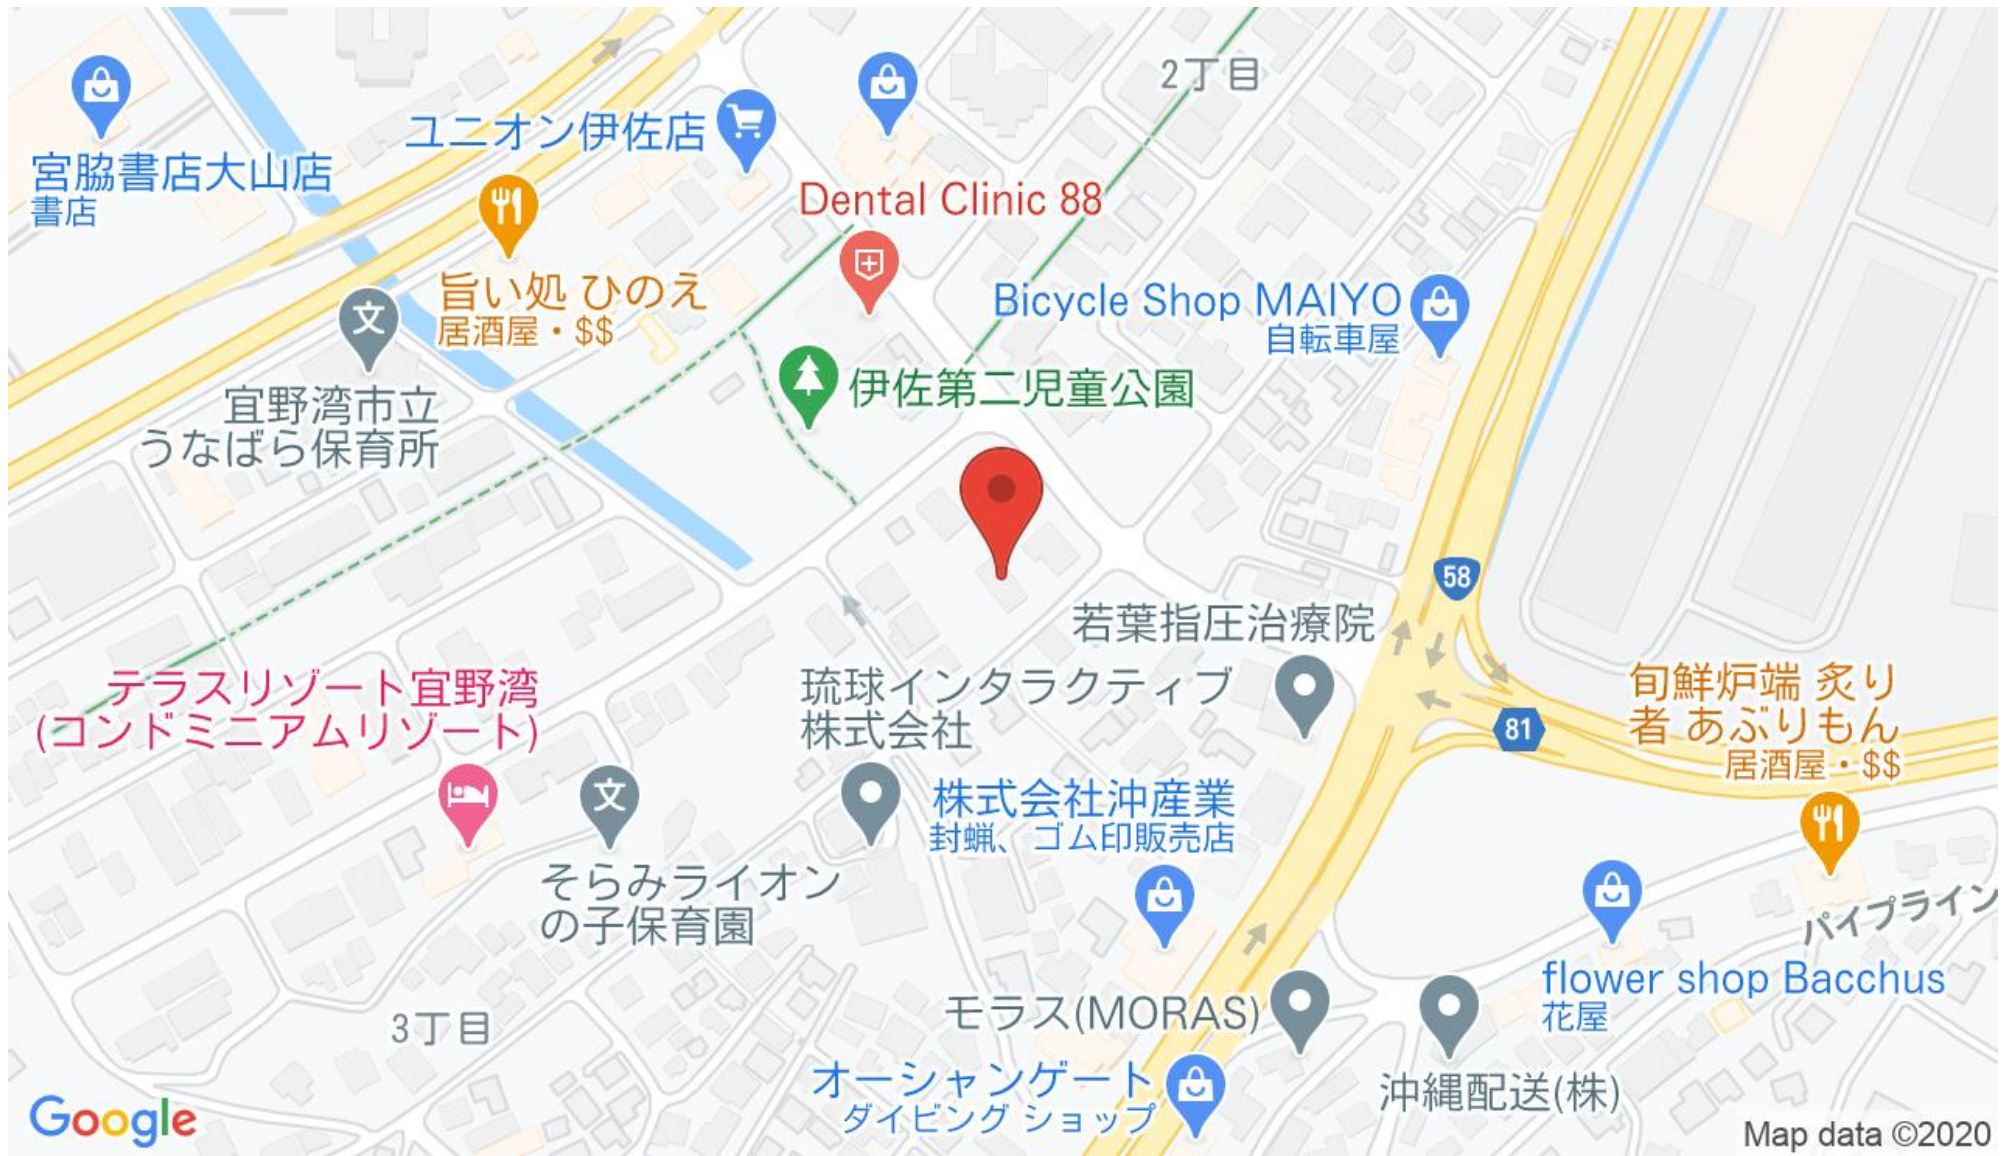 2丁目
ユニオン伊佐店
宮脇書店大山店
書店
Dental Clinic 88
旨い処 ひのえ
居酒屋・$$
Bicycle Shop MAIYO
自転車屋
伊佐第二児童公園
宜野湾市立
うなばら保育所
58
若葉指圧治療院
テラスリゾート宜野湾
(コンドミニアムリゾート)
琉球インタラクティブ
株式会社
旬鮮炉端 炙り
者 あぶりもん
居酒屋・$$
81
株式会社沖産業
封蝋、ゴム印販売店
そらみライオン
の子保育園
パイプライン
flower shop Bacchus
花屋
モラス(MORAS)
3丁目
オーシャンゲート
ダイビング ショップ
沖縄配送(株)
Google
Map data ©2020
文
文